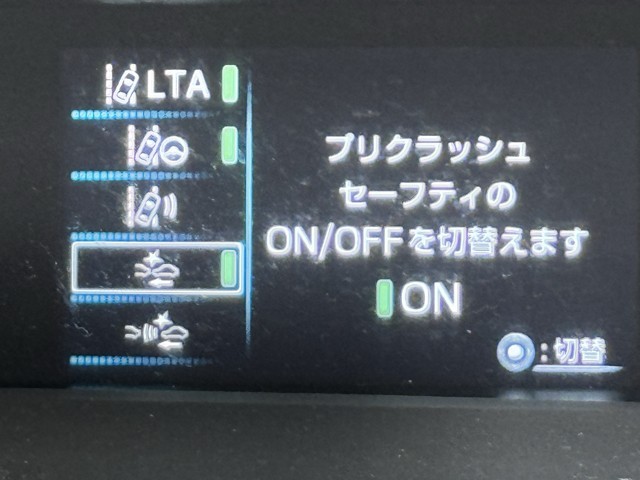 LTA
プリクラッシュ
セーフティの
ON/OFFを切替えます
ON
:切替